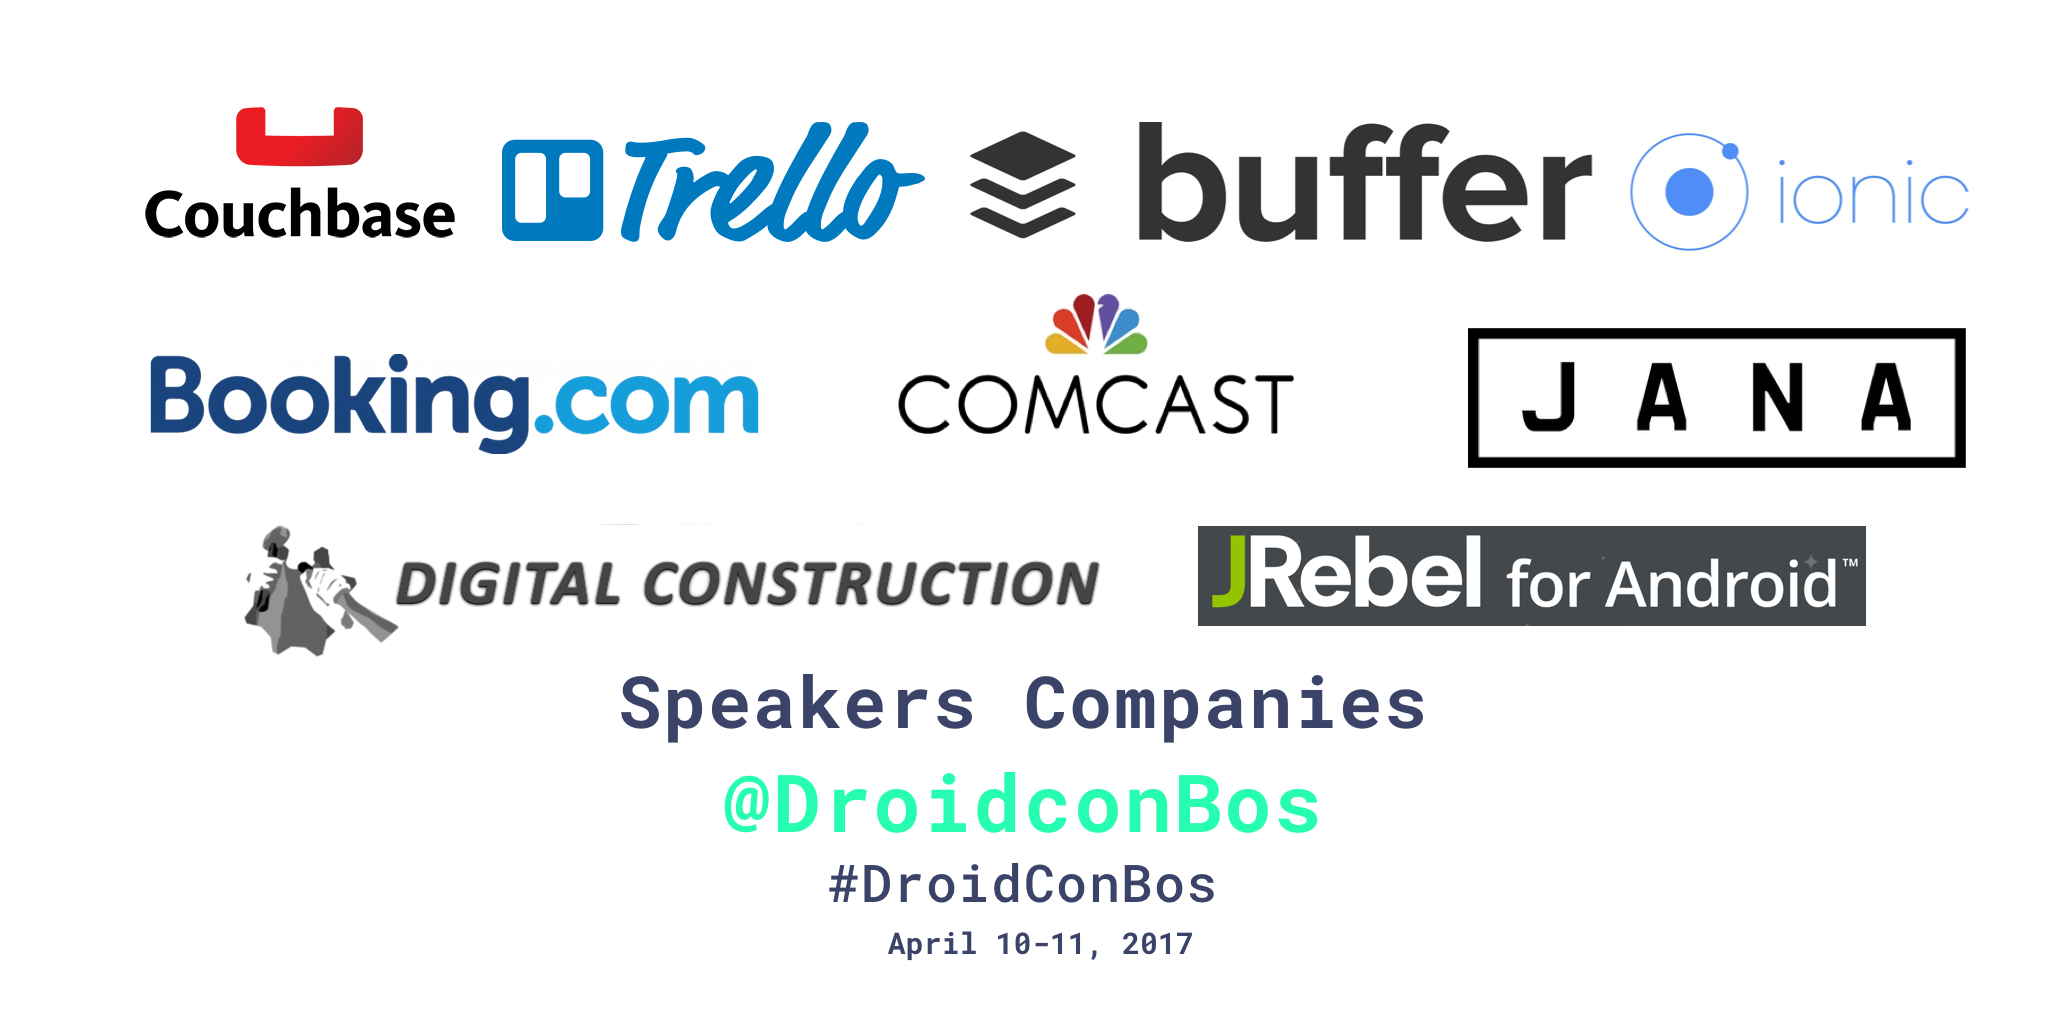 Couchbase Trello buffer ionic
Booking.com COMCAST JANA
DIGITAL CONSTRUCTION JRebel for Android™
Speakers Companies
@DroidconBos
#DroidConBos
April 10-11, 2017